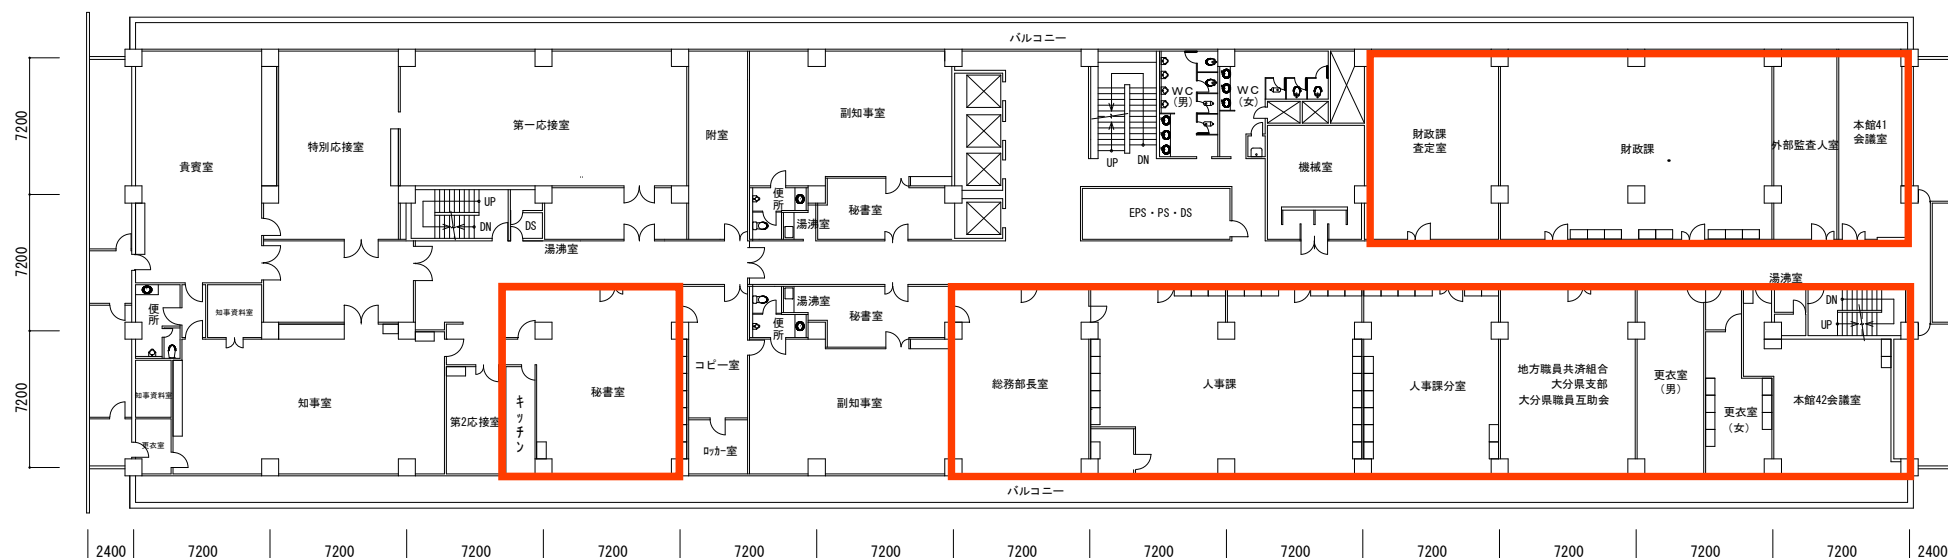 バルコニー
7200
7200
7200
貴賓室
特別応接室
第一応接室
附室
副知事室
WC
(男)
WC
(女)
財政課
査定室
財政課
外部監査人室
本館41
会議室
機械室
UP
DN
便所
湯沸室
秘書室
EPS・PS・DS
UP
DN
DS
湯沸室
湯沸室
便所
知事資料室
湯沸室
便所
秘書室
DN
UP
知事資料室
更衣室
知事室
第2応接室
キッチン
秘書室
コピー室
ロッカー室
副知事室
総務部長室
人事課
人事課分室
地方職員共済組合
大分県支部
大分県職員互助会
更衣室
(男)
更衣室
(女)
本館42会議室
バルコニー
2400
7200
7200
7200
7200
7200
7200
7200
7200
7200
7200
7200
7200
7200
2400